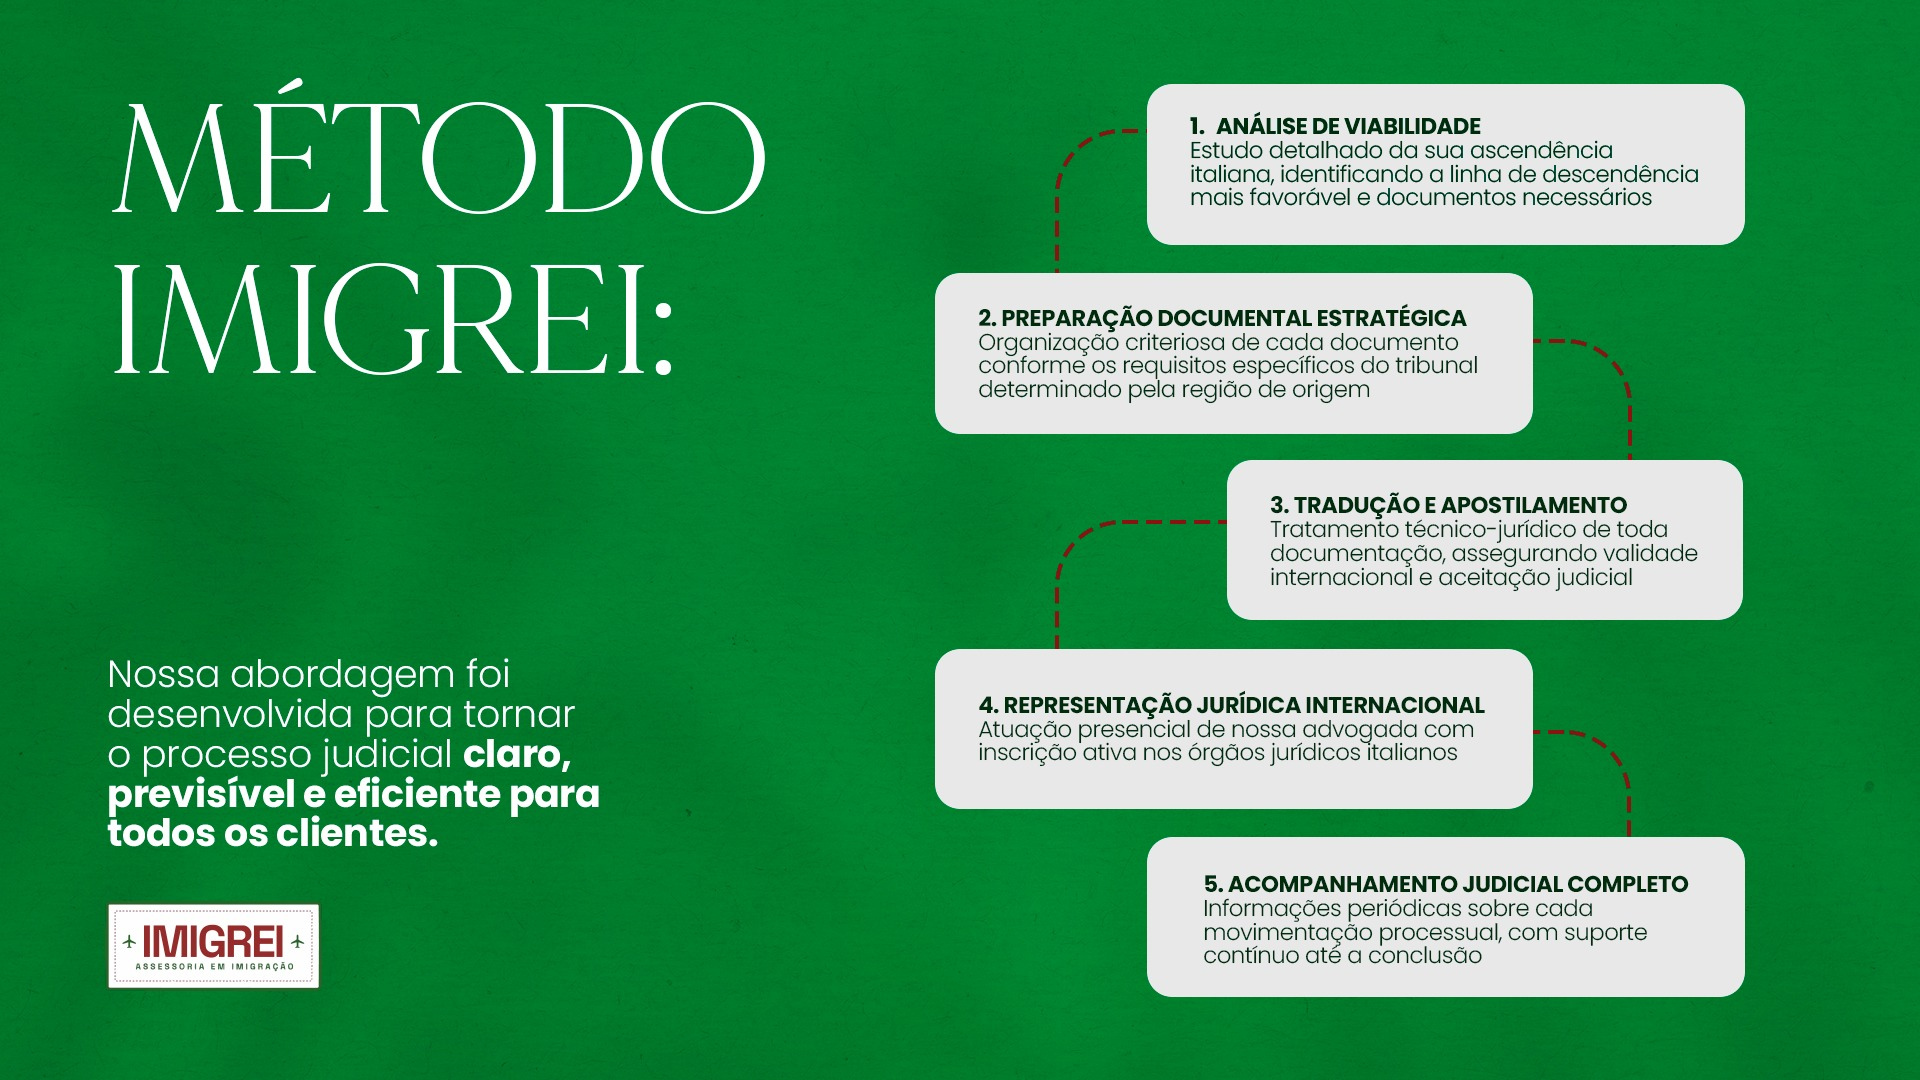 MÉTODO
IMIGREI:
Nossa abordagem foi
desenvolvida para tornar
o processo judicial claro,
previsível e eficiente para
todos os clientes.
IMIGREI
ASSESSORIA EM IMIGRAÇÃO
1. ANÁLISE DE VIABILIDADE
Estudo detalhado da sua ascendência
italiana, identificando a linha de descendência
mais favorável e documentos necessários
2. PREPARAÇÃO DOCUMENTAL ESTRATÉGICA
Organização criteriosa de cada documento
conforme os requisitos específicos do tribunal
determinado pela região de origem
3. TRADUÇÃO E APOSTILAMENTO
Tratamento técnico-jurídico de toda
documentação, assegurando validade
internacional e aceitação judicial
4. REPRESENTAÇÃO JURÍDICA INTERNACIONAL
Atuação presencial de nossa advogada com
inscrição ativa nos órgãos jurídicos italianos
5. ACOMPANHAMENTO JUDICIAL COMPLETO
Informações periódicas sobre cada
movimentação processual, com suporte
contínuo até a conclusão